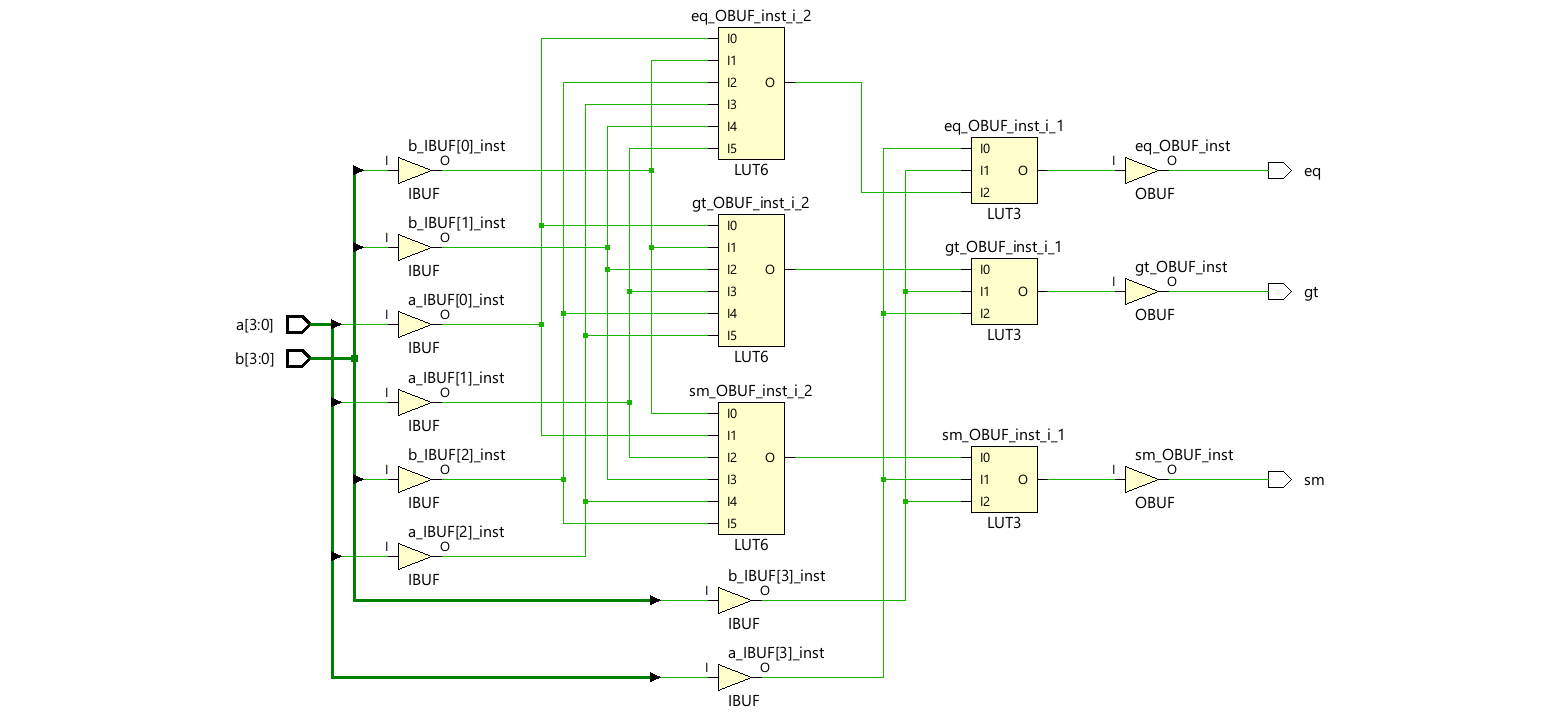 eq_OBUF_inst_i_2
I0
I1
I2
O
I3
I4
I5
LUT6
b_IBUF[0]_inst
I
O
IBUF
b_IBUF[1]_inst
I
O
IBUF
a_IBUF[0]_inst
I
O
IBUF
a[3:0]
b[3:0]
a_IBUF[1]_inst
I
O
IBUF
b_IBUF[2]_inst
I
O
IBUF
a_IBUF[2]_inst
I
O
IBUF
gt_OBUF_inst_i_2
I0
I1
I2
O
I3
I4
I5
LUT6
sm_OBUF_inst_i_2
I0
I1
I2
O
I3
I4
I5
LUT6
b_IBUF[3]_inst
I
O
IBUF
a_IBUF[3]_inst
I
O
IBUF
eq_OBUF_inst_i_1
I0
I1
O
I2
LUT3
eq_OBUF_inst
I
O
OBUF
eq
gt_OBUF_inst_i_1
I0
I1
O
I2
LUT3
gt_OBUF_inst
I
O
OBUF
gt
sm_OBUF_inst_i_1
I0
I1
O
I2
LUT3
sm_OBUF_inst
I
O
OBUF
sm